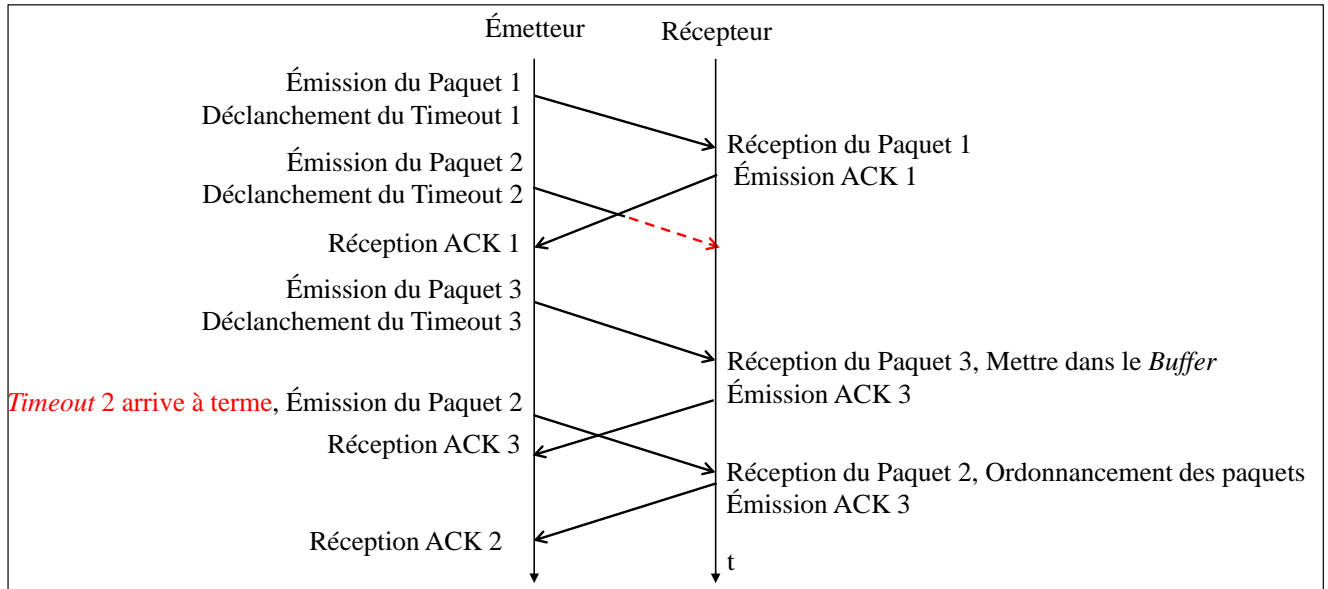 Émetteur
Récepteur
Émission du Paquet 1
Déclanchement du Timeout 1
Réception du Paquet 1
Émission ACK 1
Émission du Paquet 2
Déclanchement du Timeout 2
Réception ACK 1
Émission du Paquet 3
Déclanchement du Timeout 3
Réception du Paquet 3, Mettre dans le Buffer
Émission ACK 3
Timeout 2 arrive à terme, Émission du Paquet 2
Réception ACK 3
Réception du Paquet 2, Ordonnancement des paquets
Émission ACK 3
Réception ACK 2
t